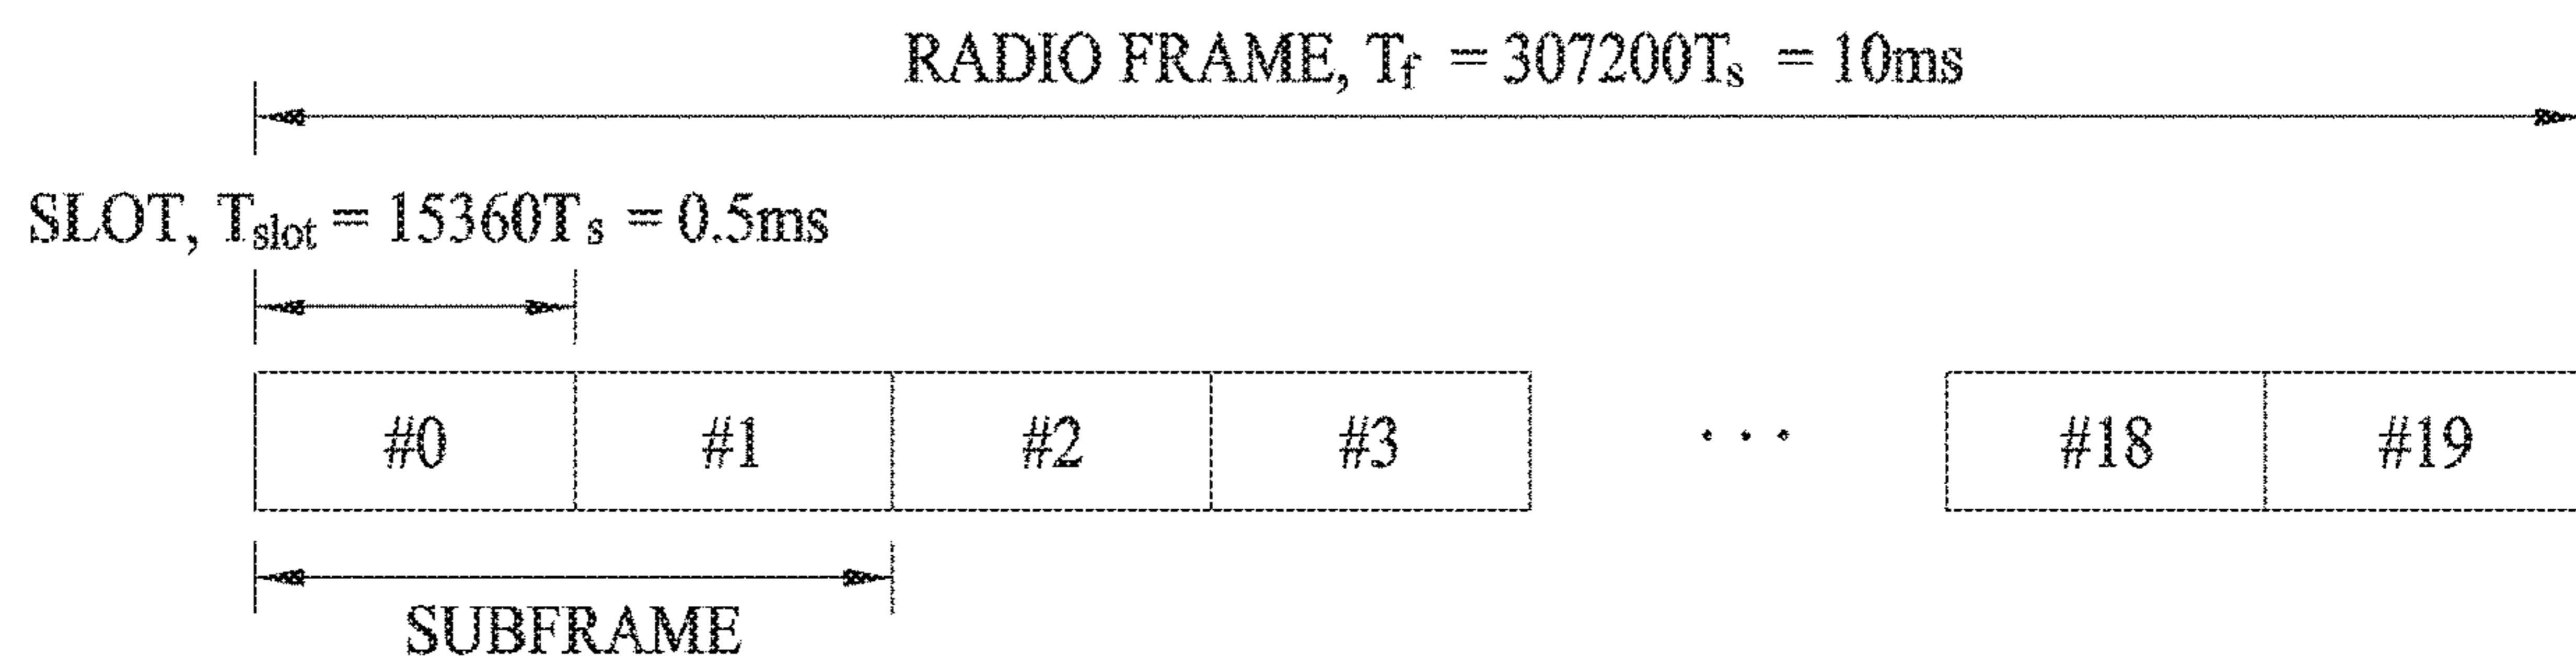 RADIO FRAME, Tf = 307200Ts = 10ms
SLOT, Tslot = 15360Ts = 0.5ms
#0 #1 #2 #3 ... #18 #19
SUBFRAME